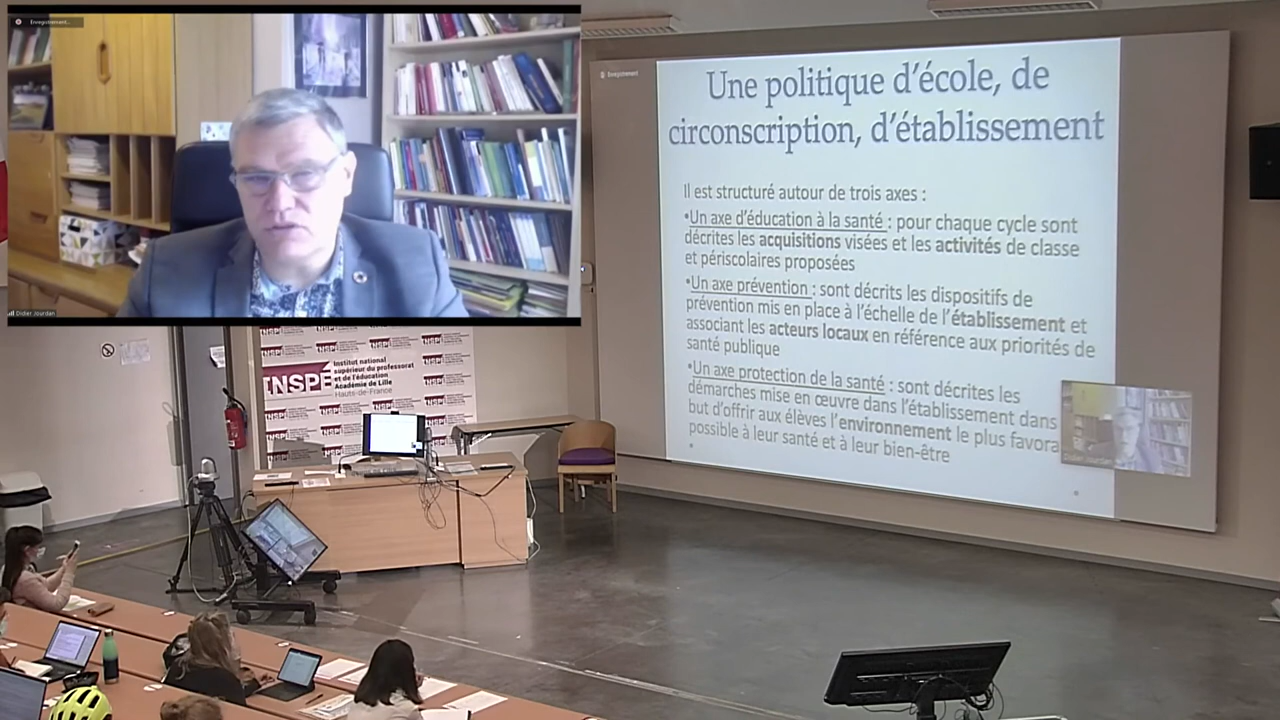 Enregistrement...
Didier Jourdan
Enregistrement
Une politique d'école, de
circonscription, d'établissement
Il est structuré autour de trois axes :
•Un axe d'éducation à la santé : pour chaque cycle sont
décrites les acquisitions visées et les activités de classe
et périscolaires proposées
•Un axe prévention : sont décrits les dispositifs de
prévention mis en place à l'échelle de l'établissement et
associant les acteurs locaux en référence aux priorités de
santé publique
•Un axe protection de la santé : sont décrites les
démarches mise en œuvre dans l'établissement dans
but d'offrir aux élèves l'environnement le plus favora
possible à leur santé et à leur bien-être
INSPE
Institut national
supérieur du professorat
et de l'éducation
Académie de Lille
Hauts-de-France